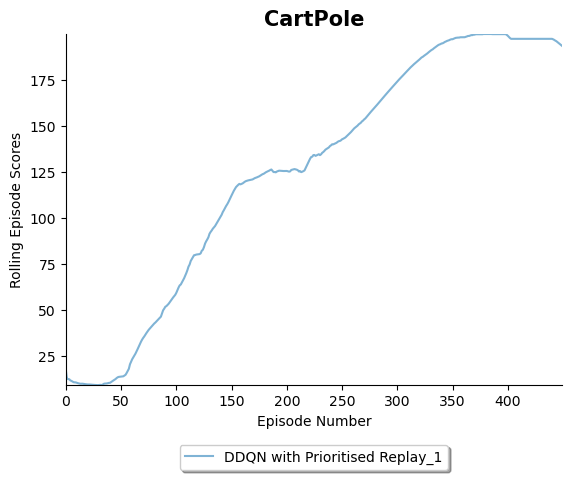 CartPole
Rolling Episode Scores
175
150
125
100
75
50
25
0 50 100 150 200 250 300 350 400
Episode Number
DDQN with Prioritised Replay_1